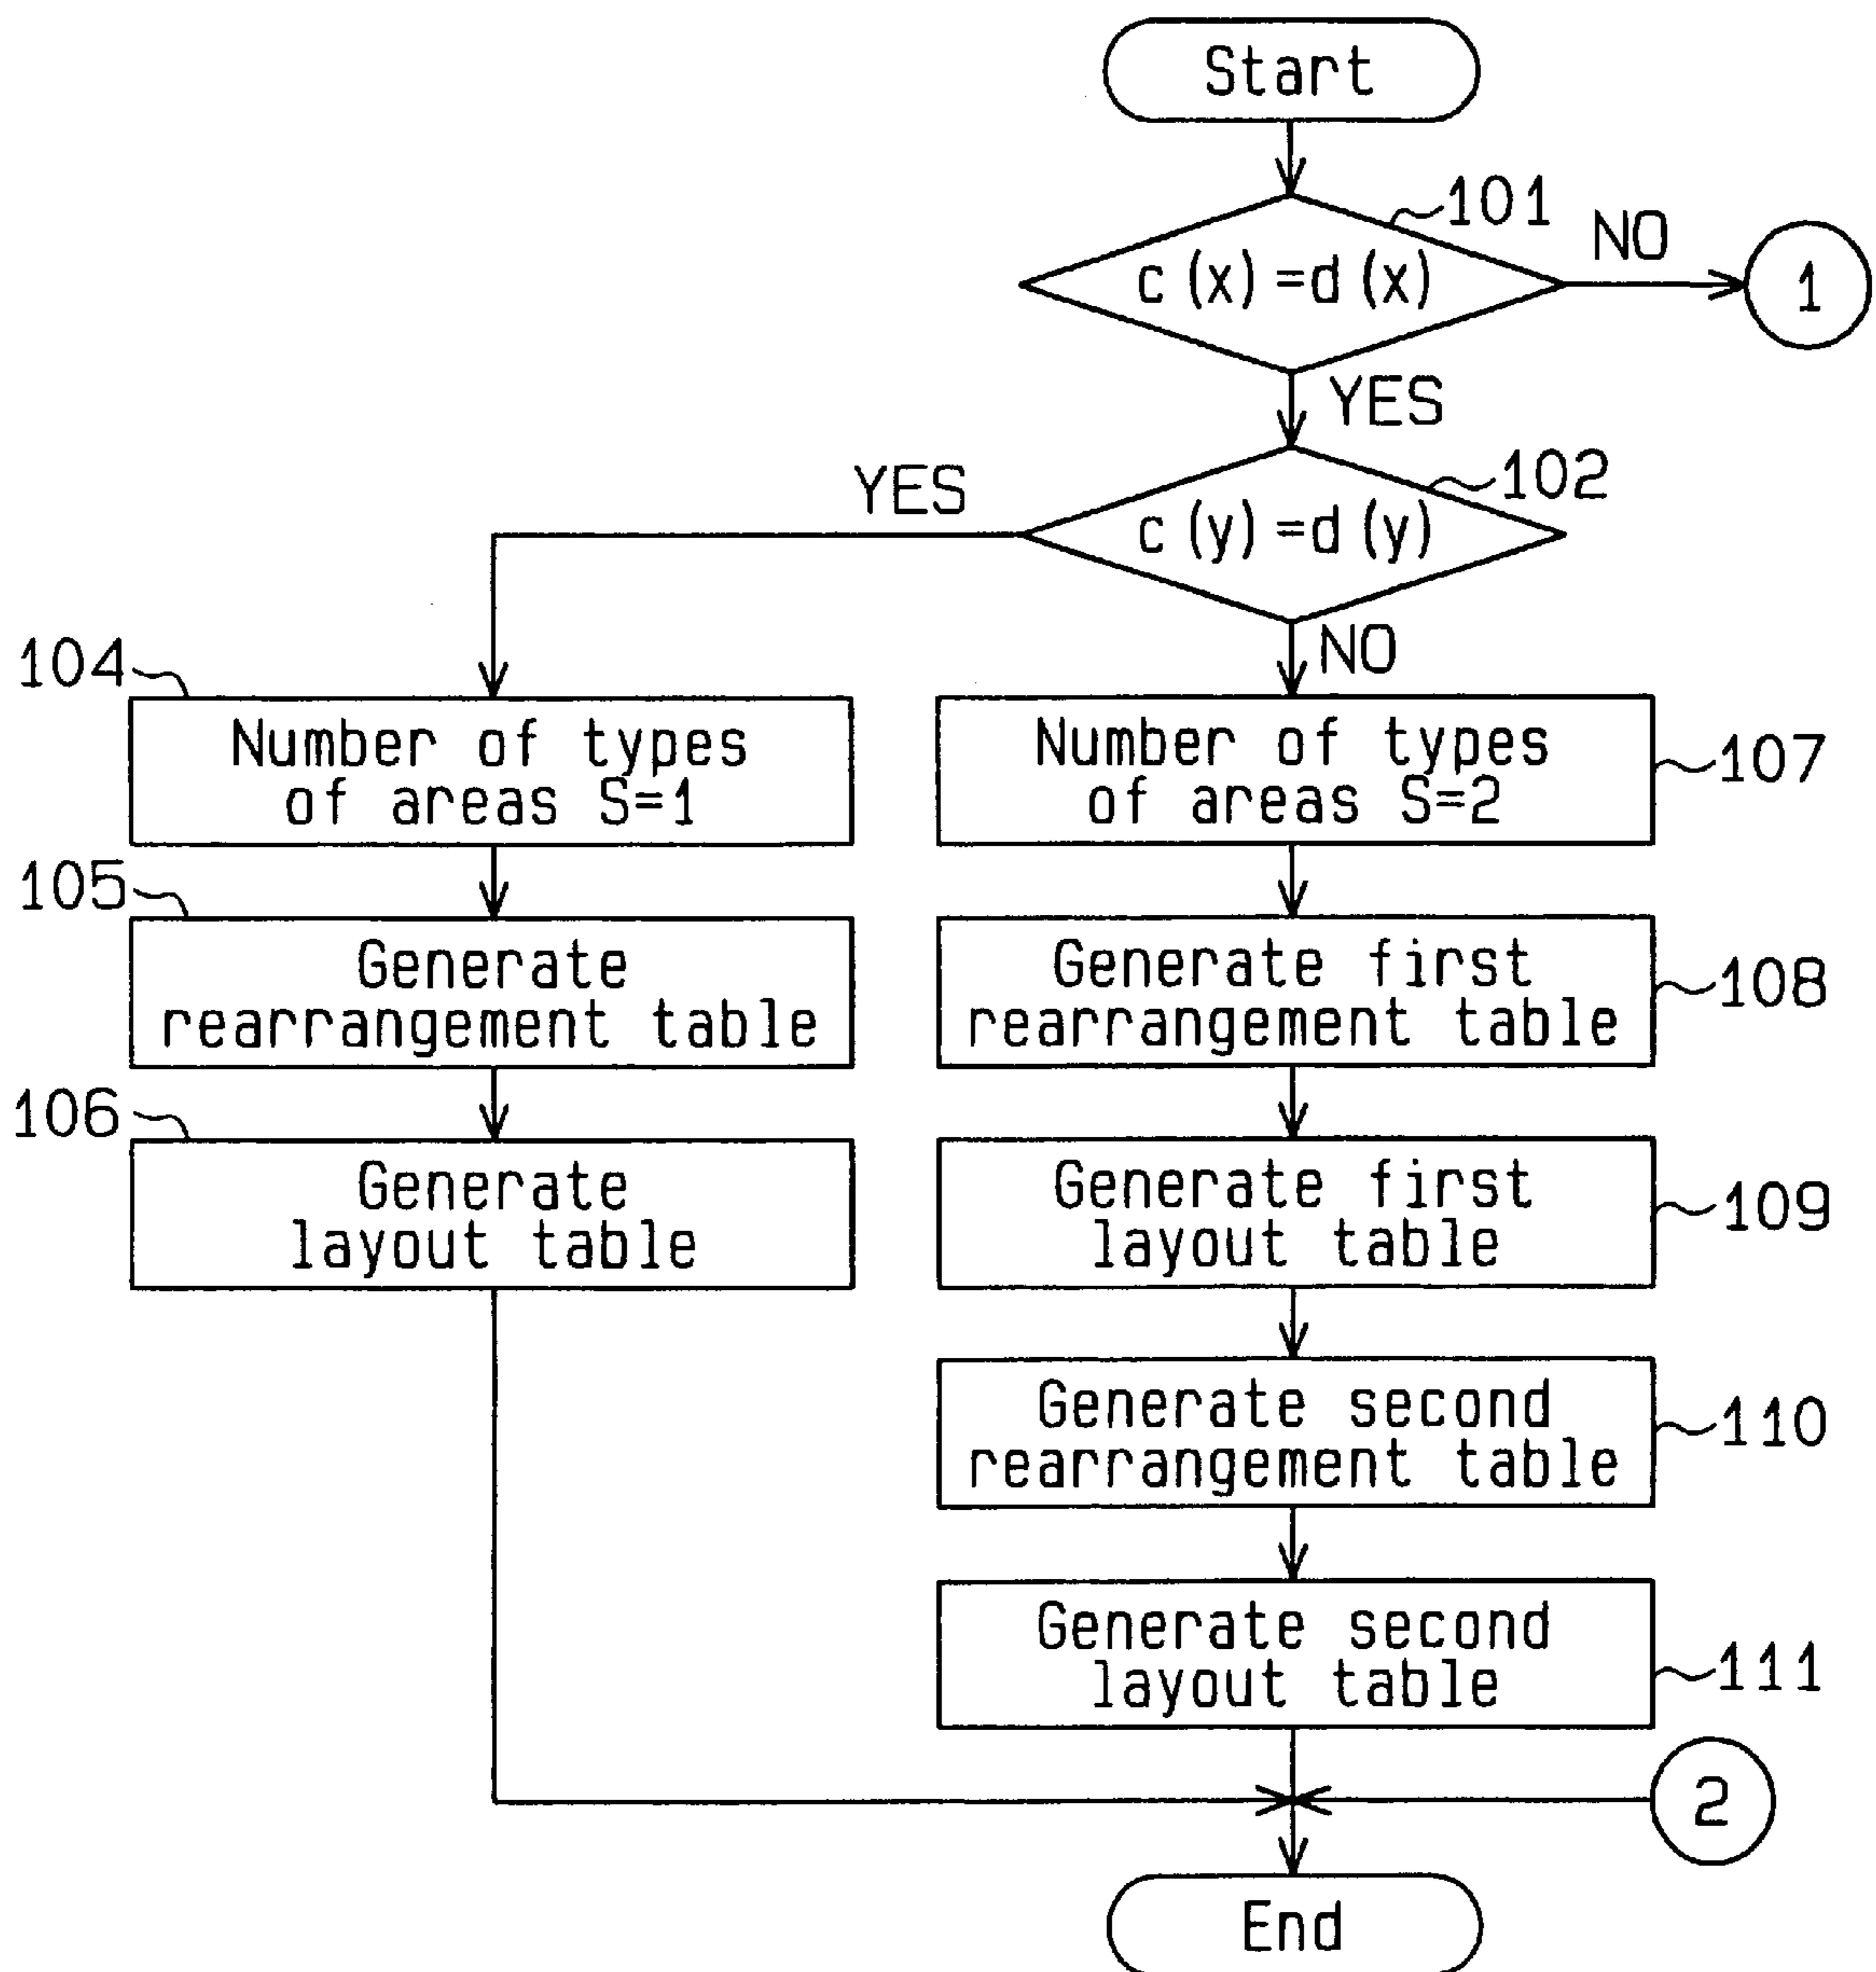 Start
101
NO
c(x)=d(x)
1
YES
102
YES
c(y)=d(y)
NO
104
Number of types
of areas S=1
Number of types
of areas S=2
107
105
Generate
rearrangement table
Generate first
rearrangement table
108
106
Generate
layout table
Generate first
layout table
109
Generate second
rearrangement table
110
Generate second
layout table
111
2
End